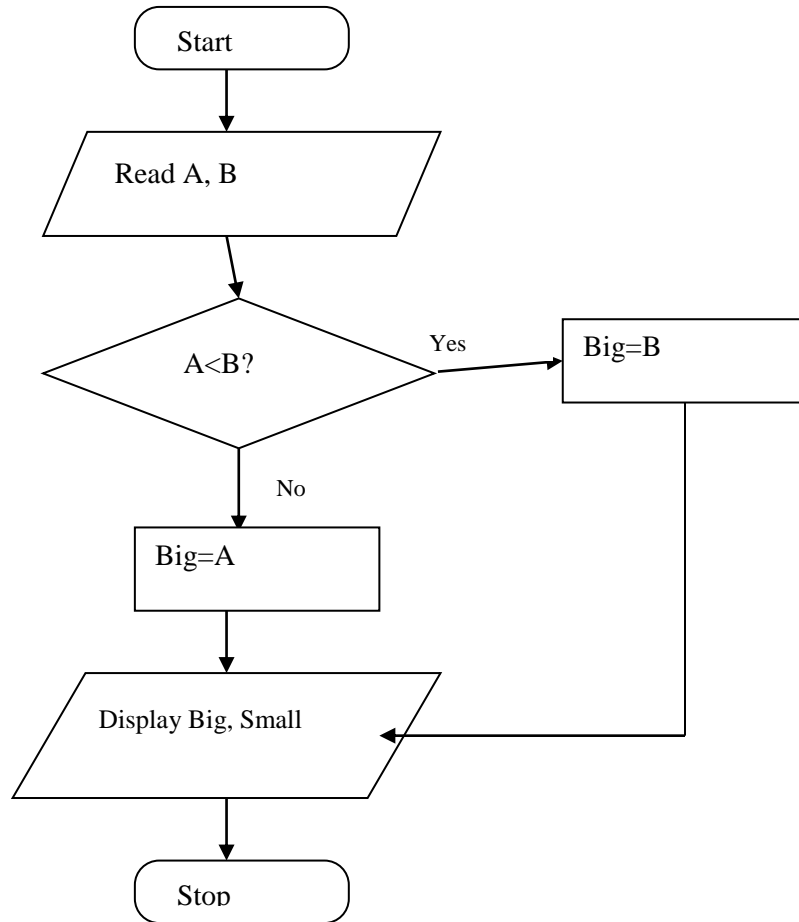 Start
Read A, B
A<B?
Yes
Big=B
No
Big=A
Display Big, Small
Stop